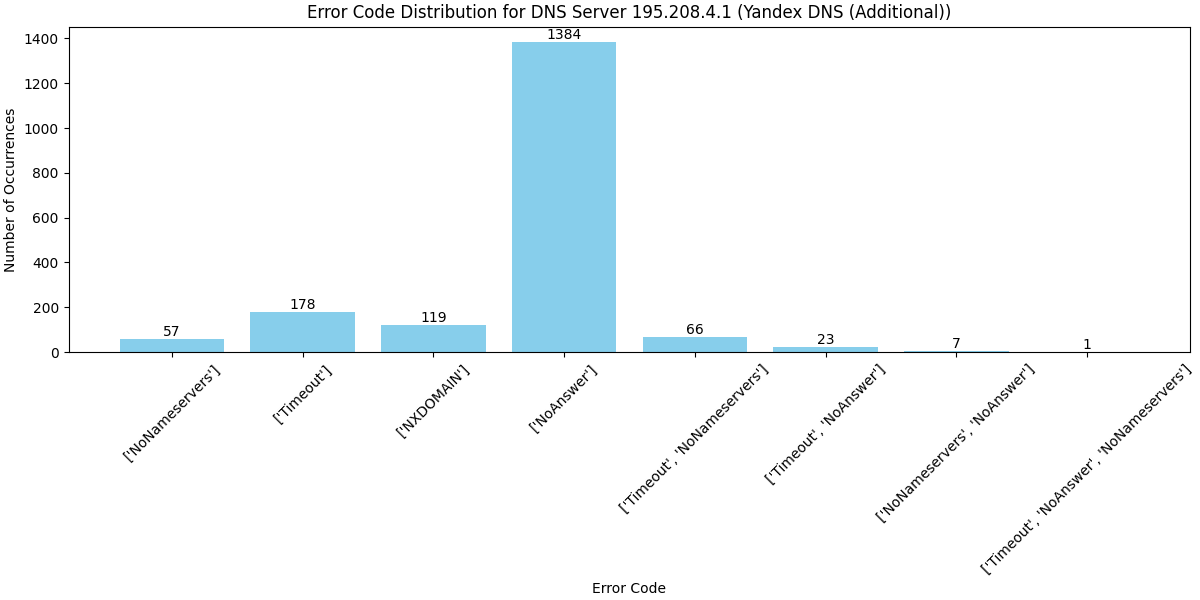 Error Code Distribution for DNS Server 195.208.4.1 (Yandex DNS (Additional))
Number of Occurrences
1400
1200
1000
800
600
400
200
0
57
178
119
1384
66
23
7
1
['NoNameservers']
['Timeout']
['NXDOMAIN']
['NoAnswer']
['Timeout', 'NoNameservers']
['Timeout', 'NoAnswer']
['NoNameservers', 'NoAnswer']
['Timeout', 'NoAnswer', 'NoNameservers']
Error Code